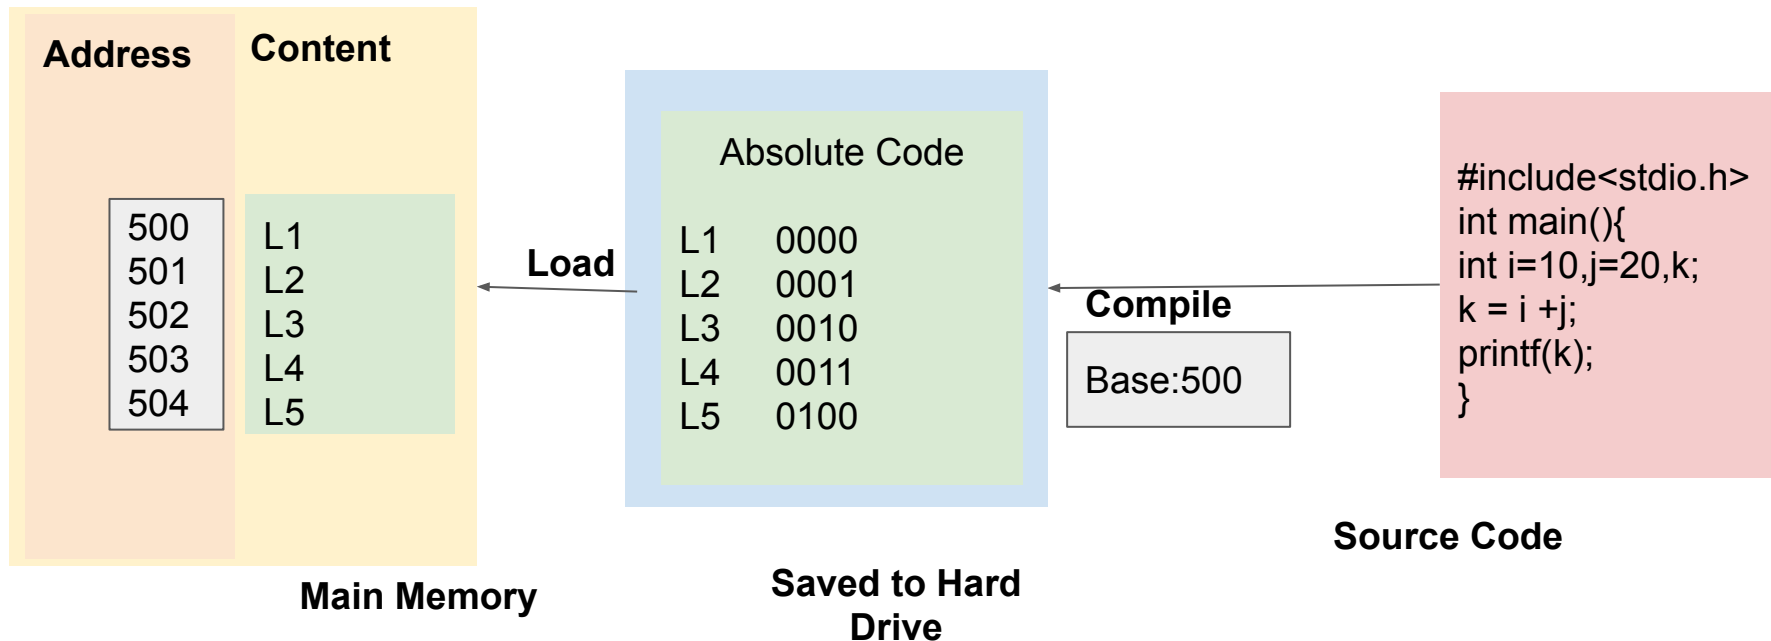 Address Content
500 L1
501 L2
502 L3
503 L4
504 L5
Main Memory
Load
Absolute Code
L1 0000
L2 0001
L3 0010
L4 0011
L5 0100
Saved to Hard
Drive
Compile
Base:500
#include<stdio.h>
int main(){
int i=10,j=20,k;
k = i +j;
printf(k);
}
Source Code